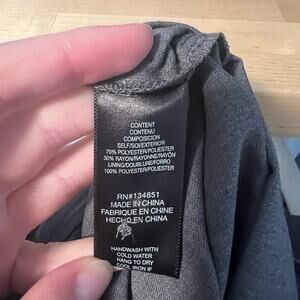 CONTENT
CONTENU
COMPOSICION
SELF/SOI/EXTERIOR
70% POLYESTER/POLIESTER
30% RAYON/RAYONNE/RAYÓN
LINING/DOUBLURE/FORRO
100% POLYESTER/POLIESTER
RN#134851
MADE IN CHINA
FABRIQUE EN CHINE
HECHO EN CHINA
HANDWASH WITH
COLD WATER
HANG TO DRY
COOL IRON IF